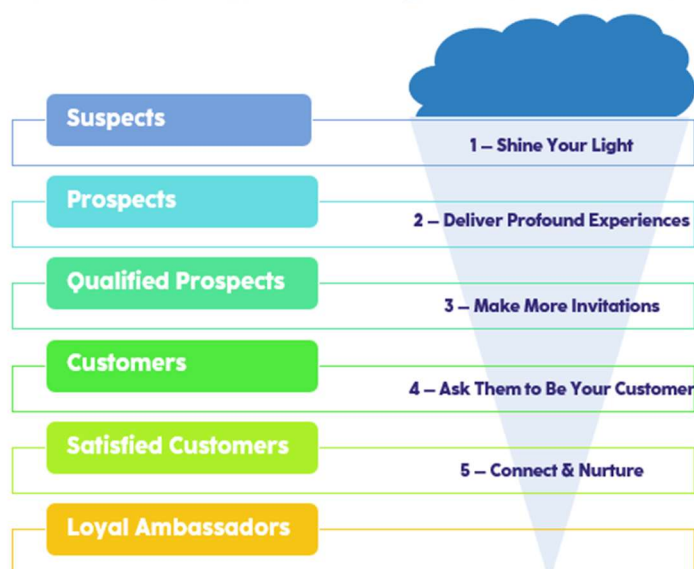 Suspects
1 – Shine Your Light
Prospects
2 – Deliver Profound Experiences
Qualified Prospects
3 – Make More Invitations
Customers
4 – Ask Them to Be Your Customer
Satisfied Customers
5 – Connect & Nurture
Loyal Ambassadors